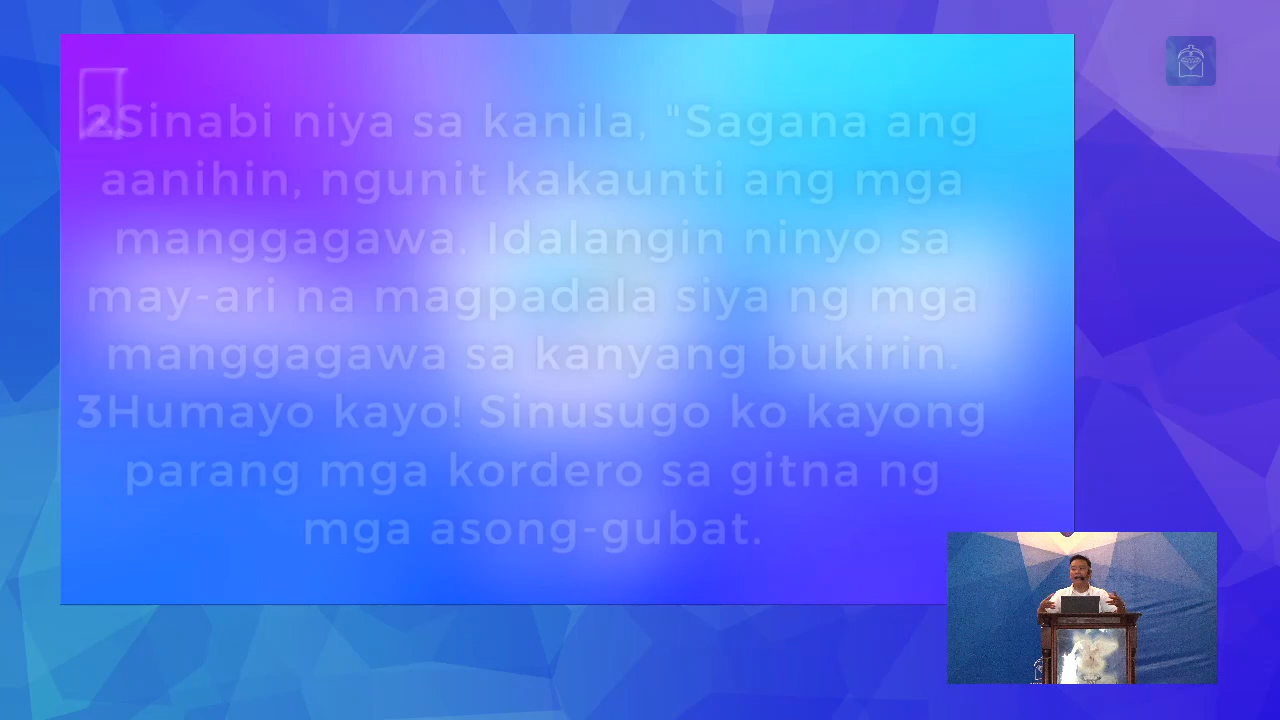 2Sinabi niya sa kanila, "Sagana ang
aanihin, ngunit kakaunti ang mga
manggagawa. Idalangin ninyo sa
may-ari na magpadala siya ng mga
manggagawa sa kanyang bukirin.
3Humayo kayo! Sinusugo ko kayong
parang mga kordero sa gitna ng
mga asong-gubat.